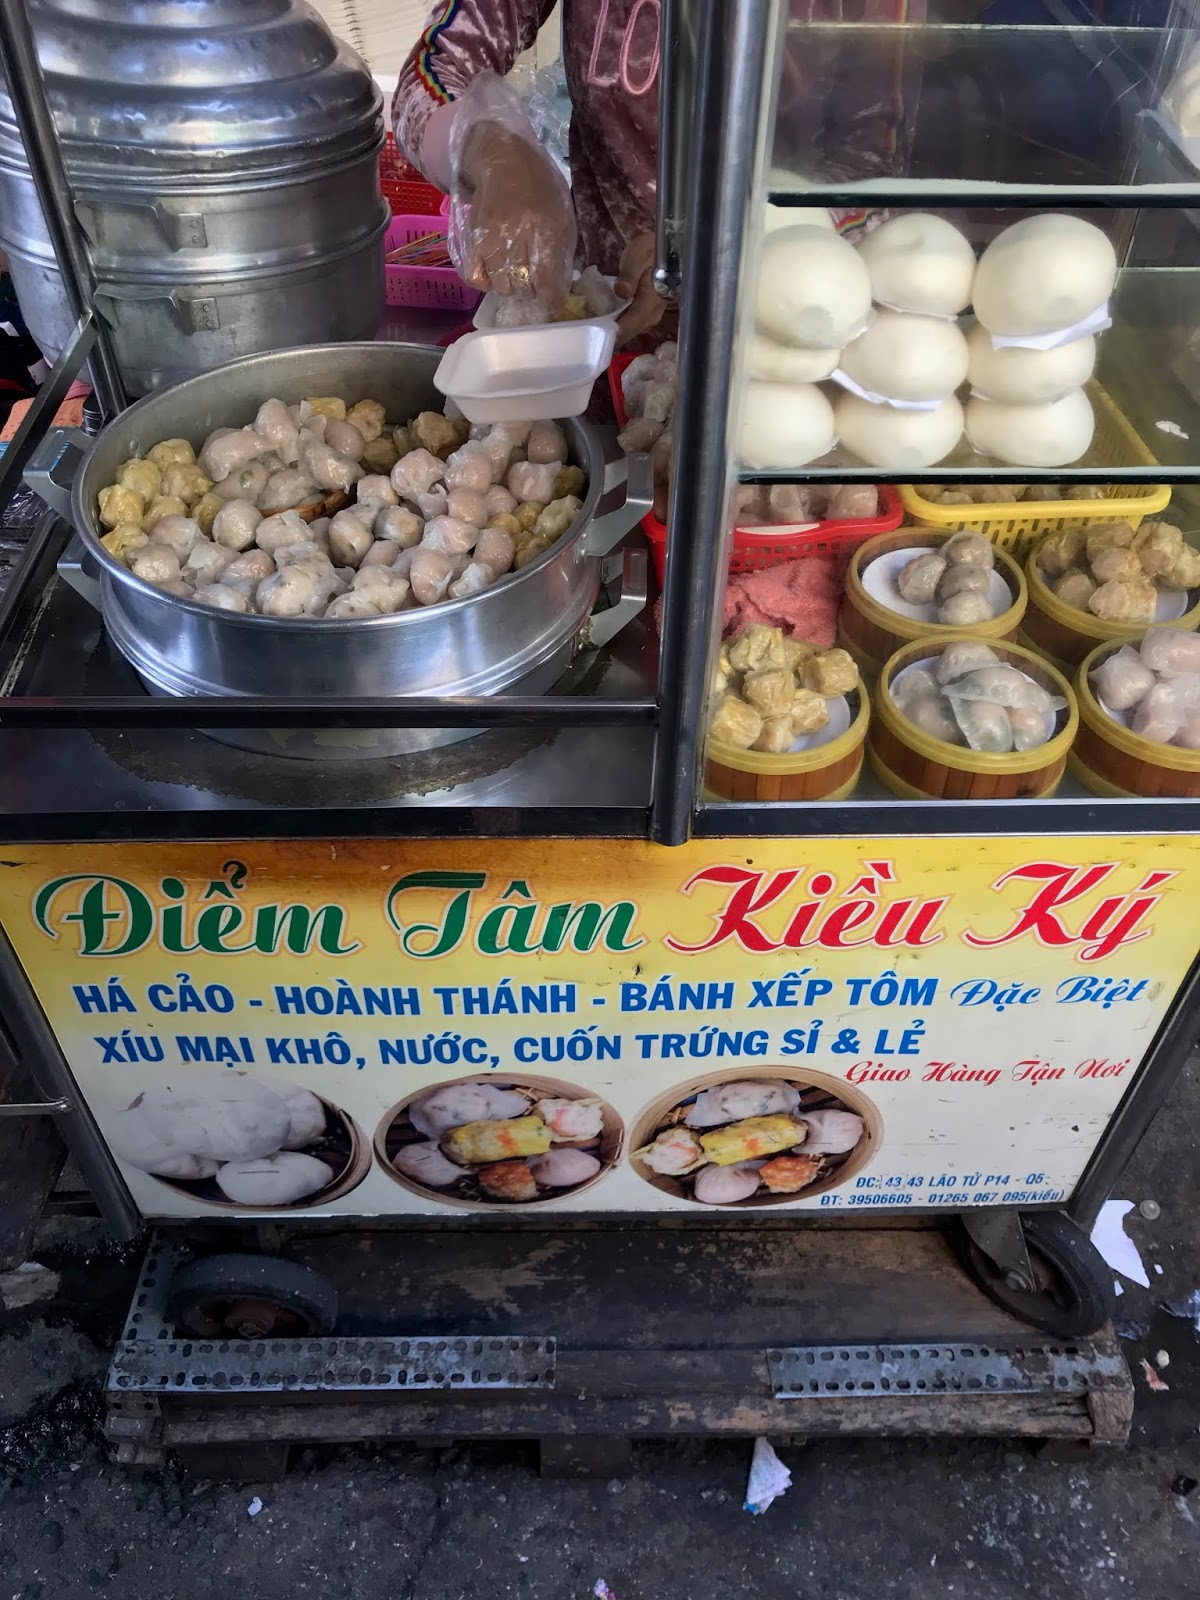 LO
Điểm Tâm Kiều Ký
HÁ CẢO - HOÀNH THÁNH - BÁNH XẾP TÔM Đặc Biệt
XÍU MẠI KHÔ, NƯỚC, CUỐN TRỨNG SỈ & LẺ
Giao Hàng Tận Nơi
ĐC: 43 43 LÃO TỬ P14 - Q5
ĐT: 39506605 - 01265 067 095(kiều)